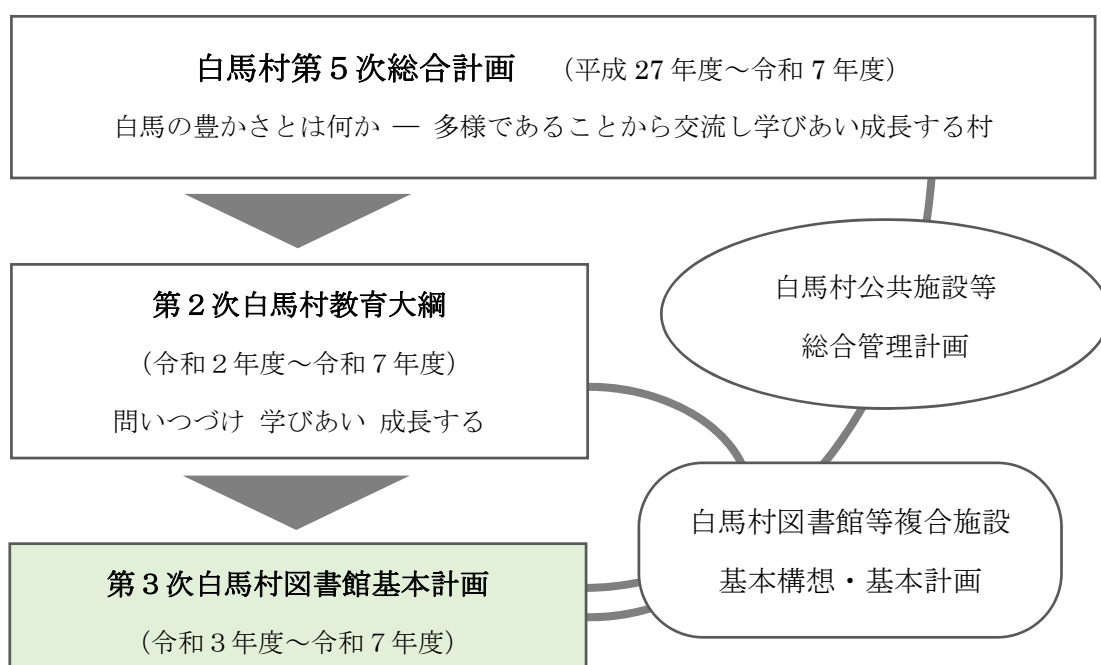 白馬村第５次総合計画　（平成 27 年度～令和 7 年度）
白馬の豊かさとは何か ― 多様であることから交流し学びあい成長する村
第２次白馬村教育大綱
（令和２年度～令和７年度）
問いつづけ 学びあい 成長する
白馬村公共施設等
総合管理計画
白馬村図書館等複合施設
基本構想・基本計画
第３次白馬村図書館基本計画
（令和３年度～令和７年度）